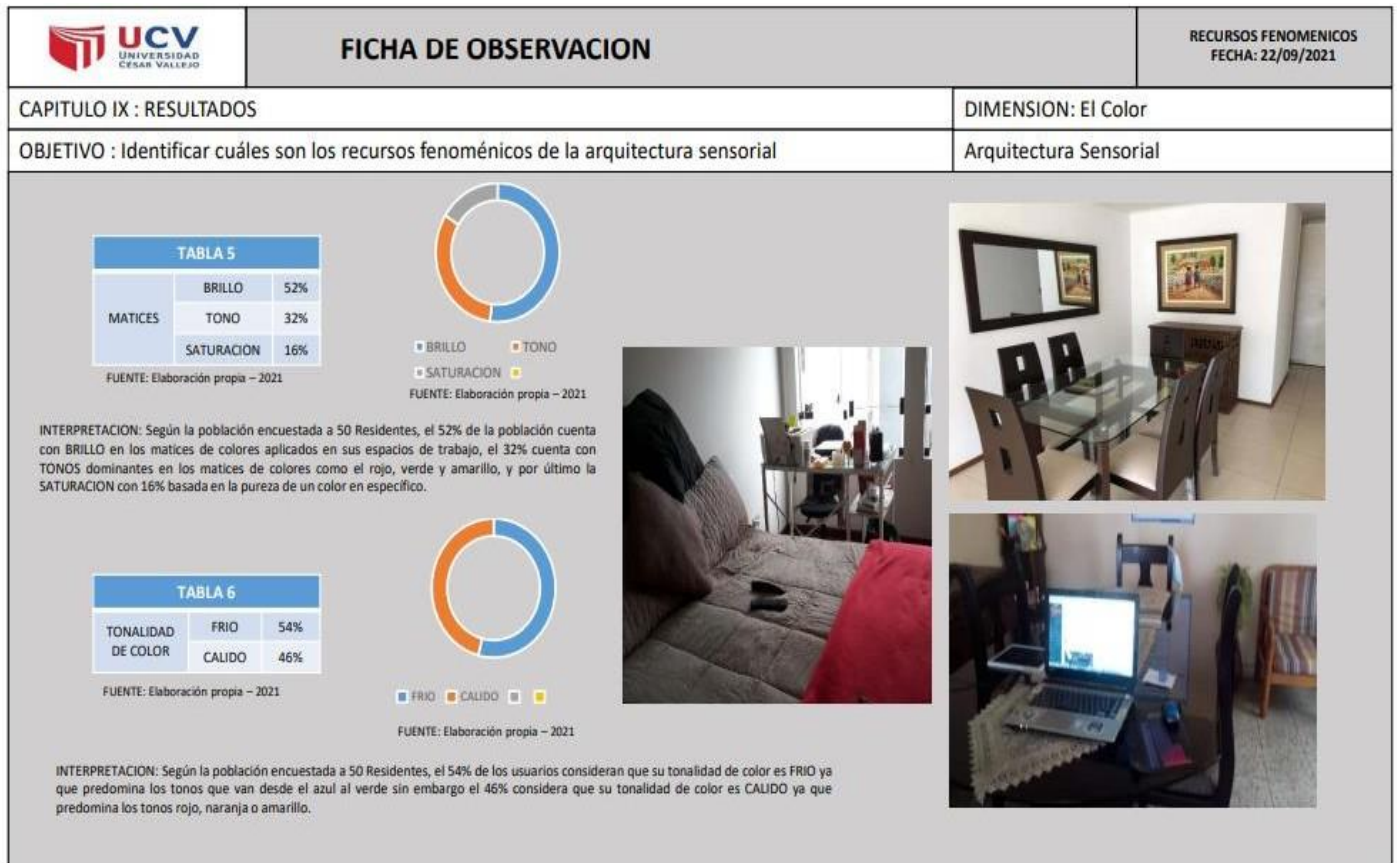 UCV
UNIVERSIDAD
CÉSAR VALLEJO
FICHA DE OBSERVACION
RECURSOS FENOMENICOS
FECHA: 22/09/2021
CAPITULO IX : RESULTADOS
DIMENSION: El Color
OBJETIVO : Identificar cuáles son los recursos fenoménicos de la arquitectura sensorial
Arquitectura Sensorial
TABLA 5
MATICES
BRILLO 52%
TONO 32%
SATURACION 16%
FUENTE: Elaboración propia – 2021
BRILLO TONO
SATURACION
FUENTE: Elaboración propia – 2021
INTERPRETACION: Según la población encuestada a 50 Residentes, el 52% de la población cuenta
con BRILLO en los matices de colores aplicados en sus espacios de trabajo, el 32% cuenta con
TONOS dominantes en los matices de colores como el rojo, verde y amarillo, y por último la
SATURACION con 16% basada en la pureza de un color en específico.
TABLA 6
TONALIDAD
DE COLOR
FRIO 54%
CALIDO 46%
FUENTE: Elaboración propia – 2021
FRIO CALIDO
FUENTE: Elaboración propia – 2021
INTERPRETACION: Según la población encuestada a 50 Residentes, el 54% de los usuarios consideran que su tonalidad de color es FRIO ya
que predomina los tonos que van desde el azul al verde sin embargo el 46% considera que su tonalidad de color es CALIDO ya que
predomina los tonos rojo, naranja o amarillo.